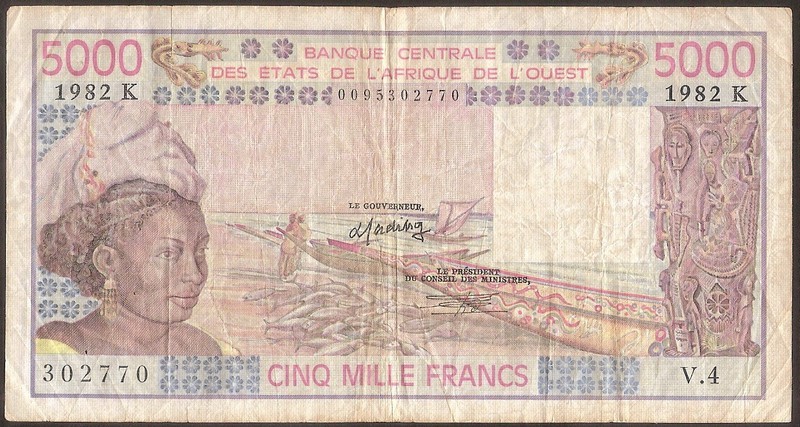 5000
BANQUE CENTRALE
5000
DES ÉTATS DE L'AFRIQUE DE L'OUEST
1982 K
0095302770
1982 K
LE GOUVERNEUR,
LE PRÉSIDENT
DU CONSEIL DES MINISTRES,
302770
CINQ MILLE FRANCS
V.4